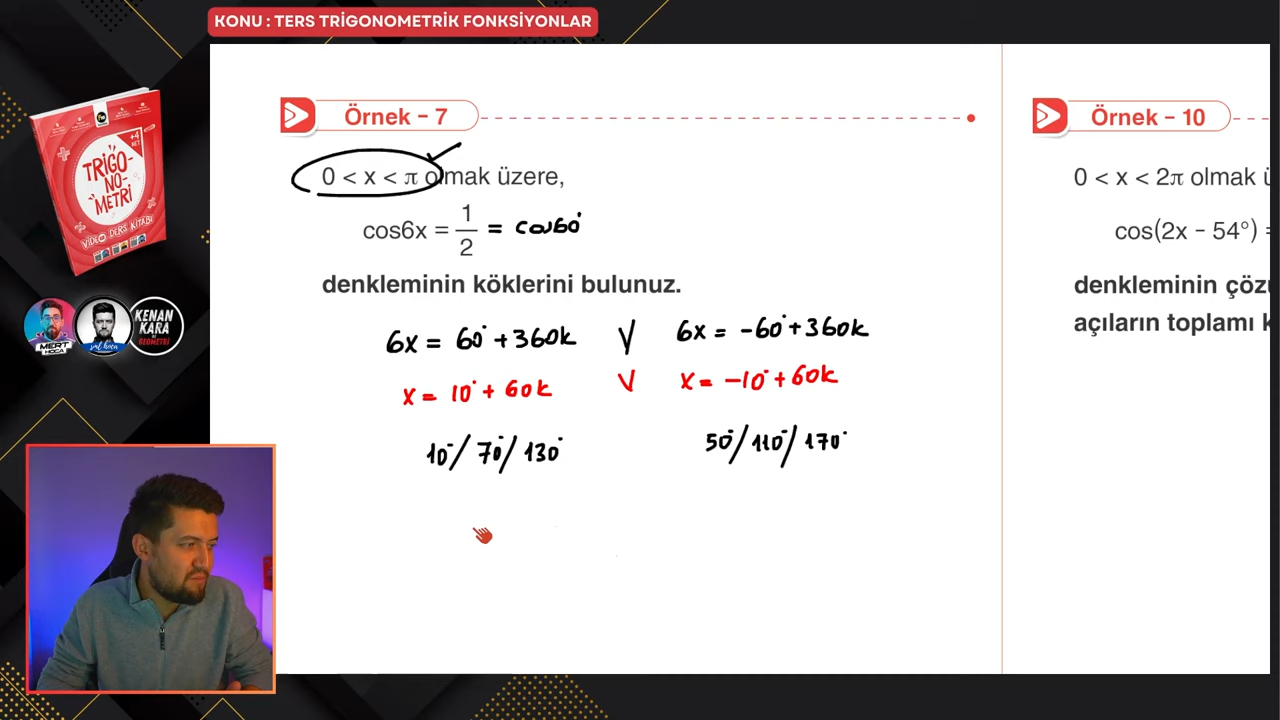 KONU : TERS TRİGONOMETRİK FONKSİYONLAR
+4 NET
TRİGO-
NO-
METRİ
VİDEO DERS KİTABI
MERT HOCA
KENAN
KARA
GEOMETRİ
Örnek – 7
0 < x < π olmak üzere,
cos6x = 1/2 = cos60°
denkleminin köklerini bulunuz.
6x = 60° + 360k V 6x = -60° + 360k
x = 10° + 60k V x = -10° + 60k
10° / 70° / 130° 50° / 110° / 170°
Örnek – 10
0 < x < 2π olmak ü
cos(2x – 54°) =
denkleminin çözü
açıların toplamı k